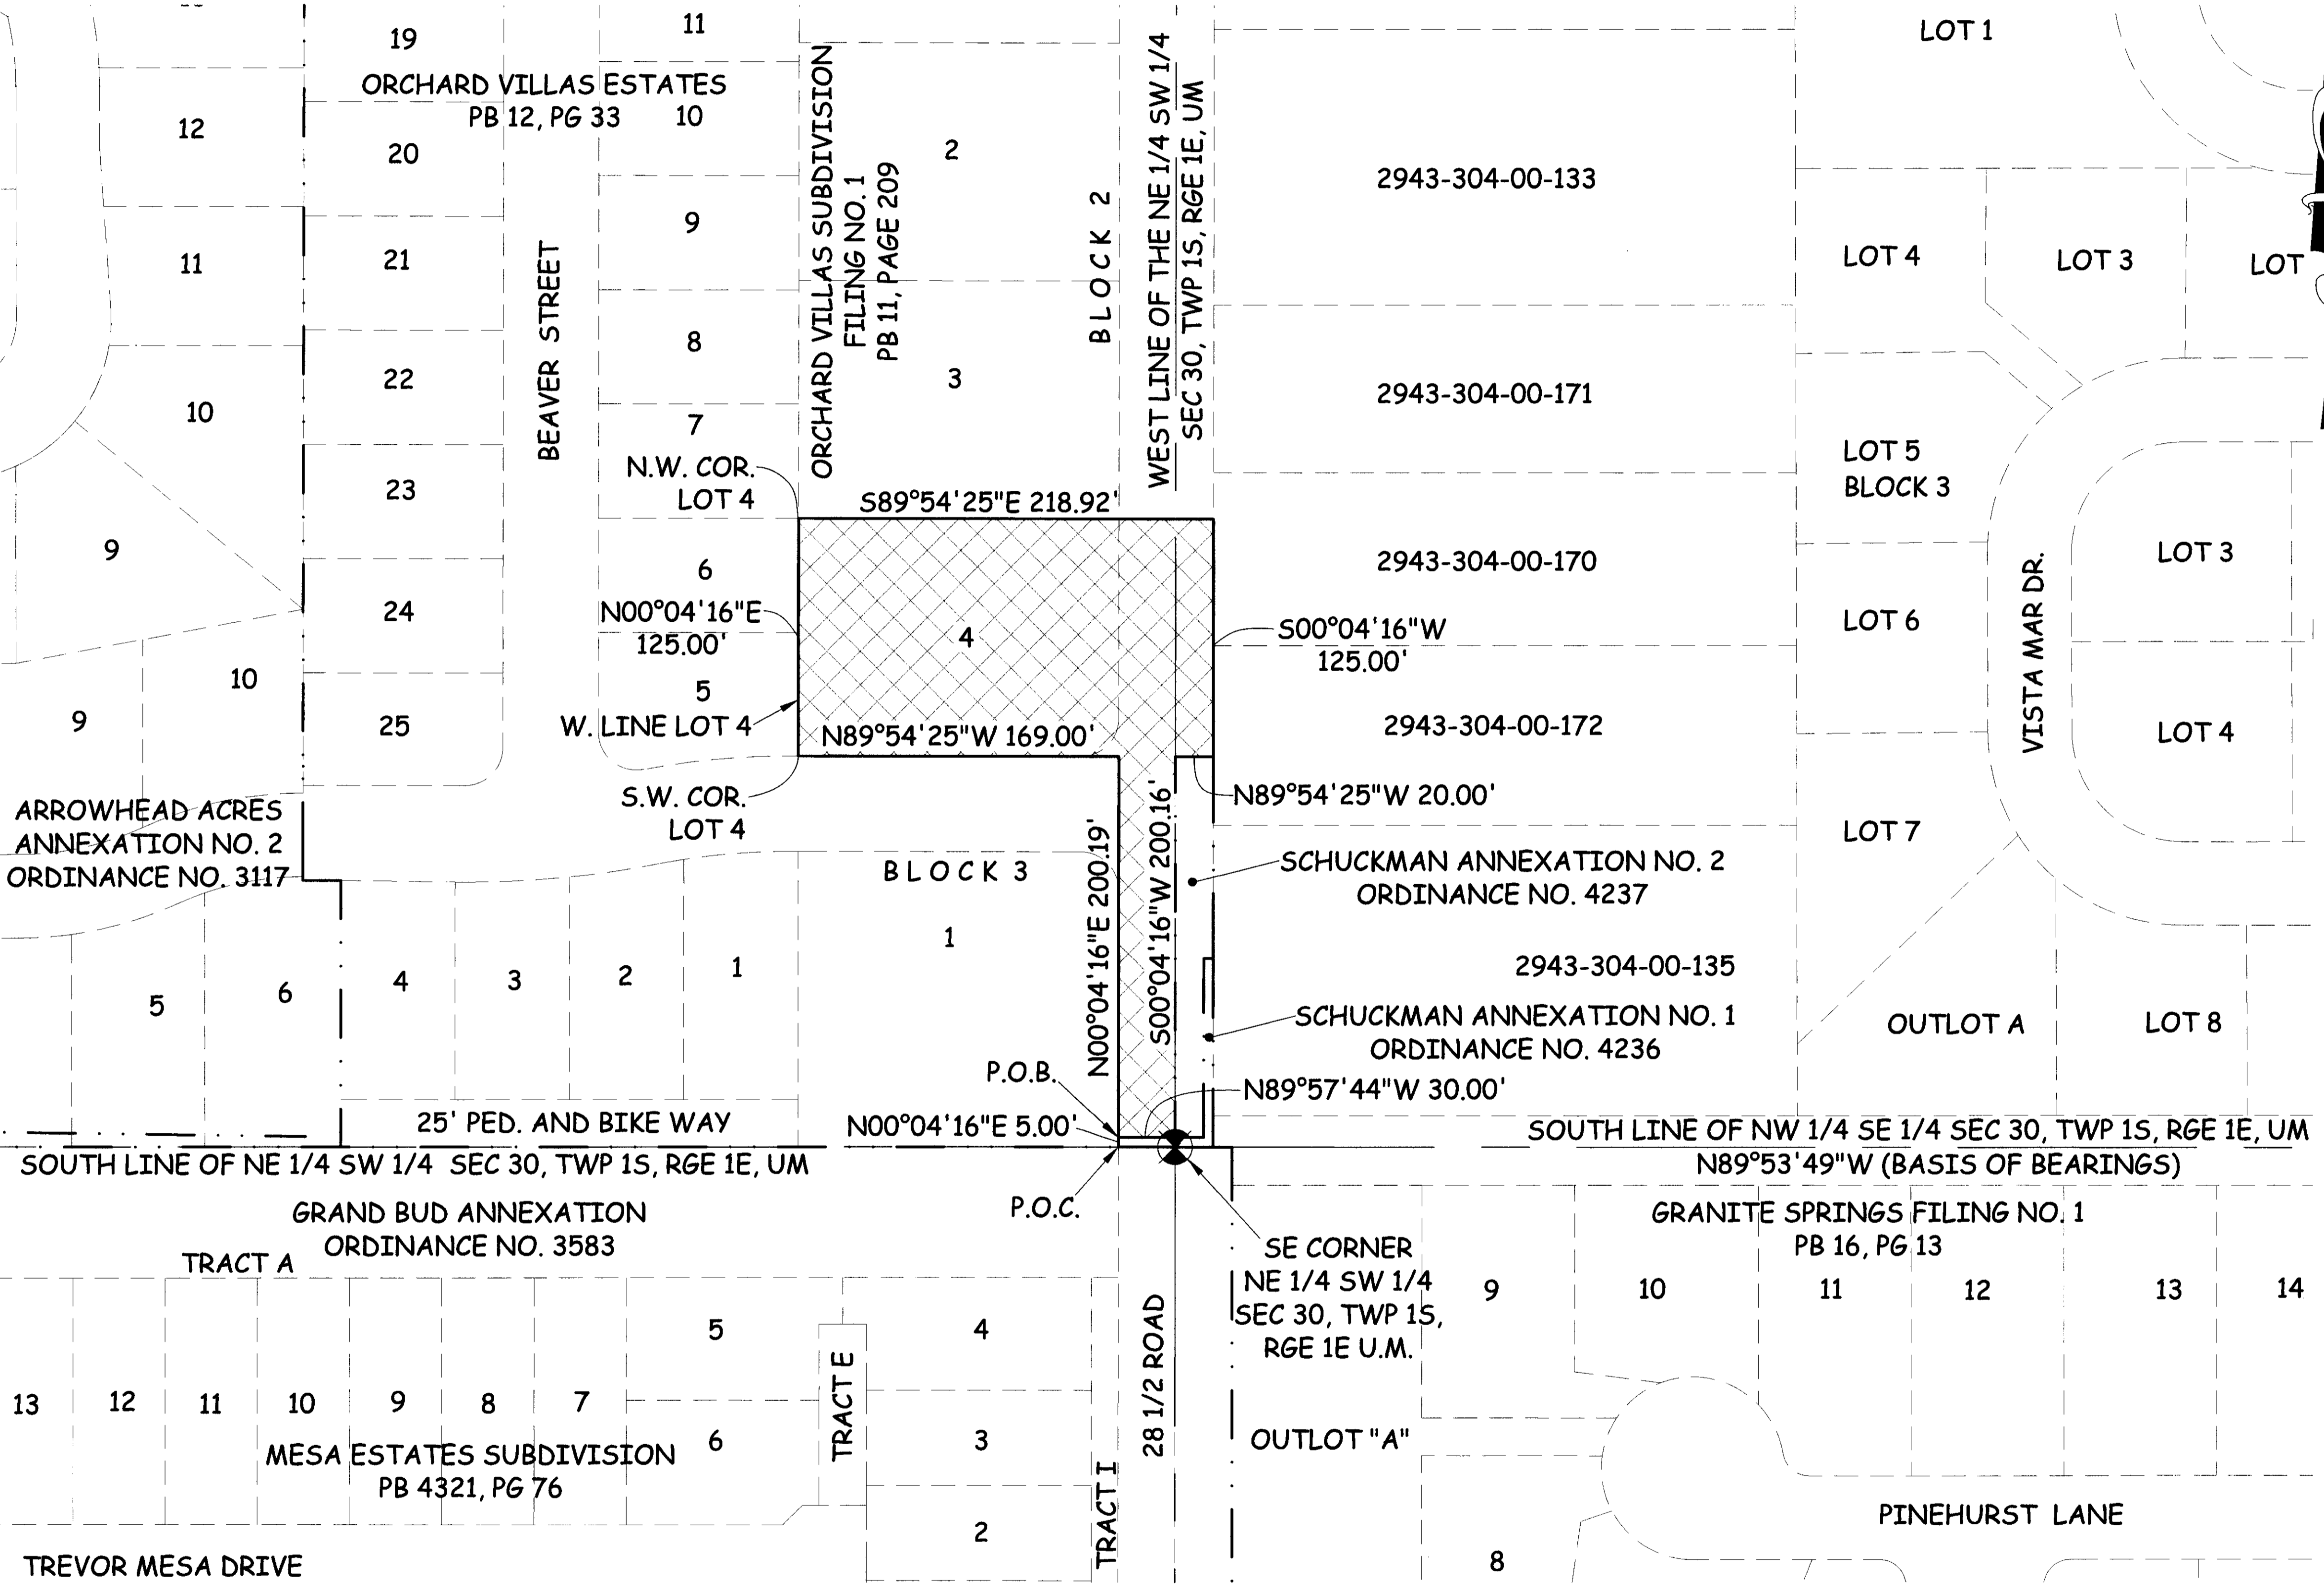 19
11
LOT 1
ORCHARD VILLAS ESTATES
PB 12, PG 33
10
12
20
2
2943-304-00-133
ORCHARD VILLAS SUBDIVISION
FILING NO. 1
PB 11, PAGE 209
BLOCK 2
WEST LINE OF THE NE 1/4 SW 1/4
SEC 30, TWP 1S, RGE 1E, UM
9
11
21
LOT 4
LOT 3
LOT
BEAVER STREET
8
22
3
2943-304-00-171
10
7
N.W. COR.
LOT 4
LOT 5
BLOCK 3
23
S89°54'25"E 218.92'
9
6
2943-304-00-170
LOT 3
24
N00°04'16"E
125.00'
4
S00°04'16"W
125.00'
LOT 6
VISTA MAR DR.
10
5
9
25
W. LINE LOT 4
N89°54'25"W 169.00'
2943-304-00-172
LOT 4
S.W. COR.
LOT 4
N89°54'25"W 20.00'
ARROWHEAD ACRES
ANNEXATION NO. 2
ORDINANCE NO. 3117
LOT 7
BLOCK 3
N00°04'16"E 200.19'
S00°04'16"W 200.16'
SCHUCKMAN ANNEXATION NO. 2
ORDINANCE NO. 4237
1
2943-304-00-135
5
6
4
3
2
1
SCHUCKMAN ANNEXATION NO. 1
ORDINANCE NO. 4236
OUTLOT A
LOT 8
P.O.B.
N89°57'44"W 30.00'
25' PED. AND BIKE WAY
N00°04'16"E 5.00'
SOUTH LINE OF NW 1/4 SE 1/4 SEC 30, TWP 1S, RGE 1E, UM
SOUTH LINE OF NE 1/4 SW 1/4 SEC 30, TWP 1S, RGE 1E, UM
N89°53'49"W (BASIS OF BEARINGS)
P.O.C.
GRAND BUD ANNEXATION
ORDINANCE NO. 3583
GRANITE SPRINGS FILING NO. 1
PB 16, PG 13
TRACT A
SE CORNER
NE 1/4 SW 1/4
SEC 30, TWP 1S,
RGE 1E U.M.
9
10
11
12
13
14
5
4
28 1/2 ROAD
TRACT E
13
12
11
10
9
8
7
6
3
OUTLOT "A"
MESA ESTATES SUBDIVISION
PB 4321, PG 76
TRACT I
2
PINEHURST LANE
8
TREVOR MESA DRIVE